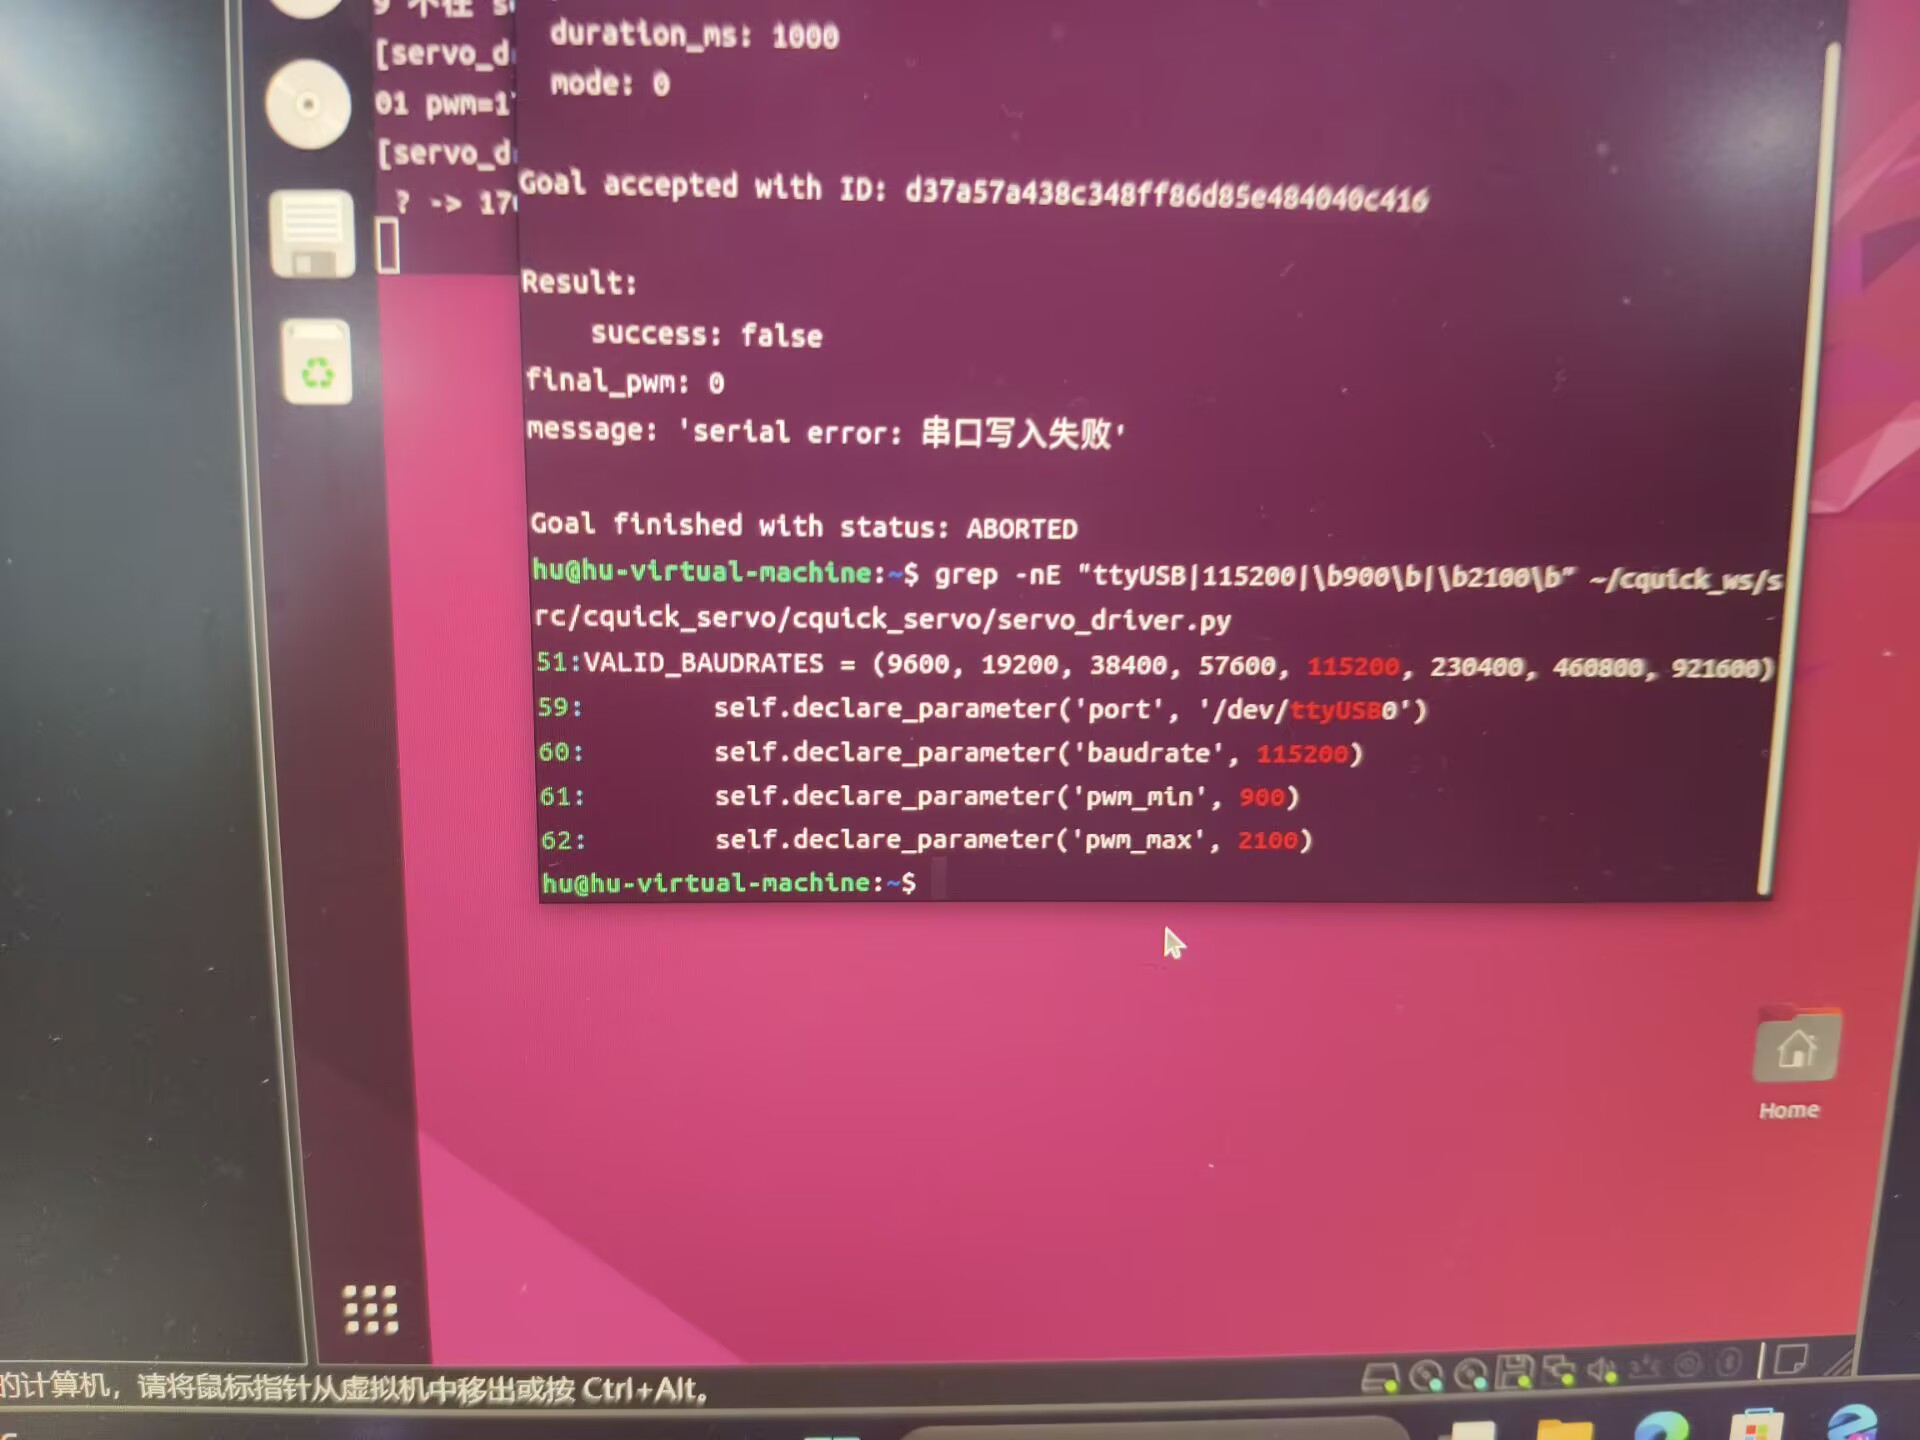 [servo_d
01 pwm=1
[servo_d
? -> 17
duration_ms: 1000
mode: 0
Goal accepted with ID: d37a57a438c348ff86d85e484040c416
Result:
success: false
final_pwm: 0
message: 'serial error: 串口写入失败'
Goal finished with status: ABORTED
hu@hu-virtual-machine:~$ grep -nE "ttyUSB|115200|\b900\b|\b2100\b" ~/cquick_ws/s
rc/cquick_servo/cquick_servo/servo_driver.py
51:VALID_BAUDRATES = (9600, 19200, 38400, 57600, 115200, 230400, 460800, 921600)
59: self.declare_parameter('port', '/dev/ttyUSB0')
60: self.declare_parameter('baudrate', 115200)
61: self.declare_parameter('pwm_min', 900)
62: self.declare_parameter('pwm_max', 2100)
hu@hu-virtual-machine:~$
Home
的计算机，请将鼠标指针从虚拟机中移出或按 Ctrl+Alt。